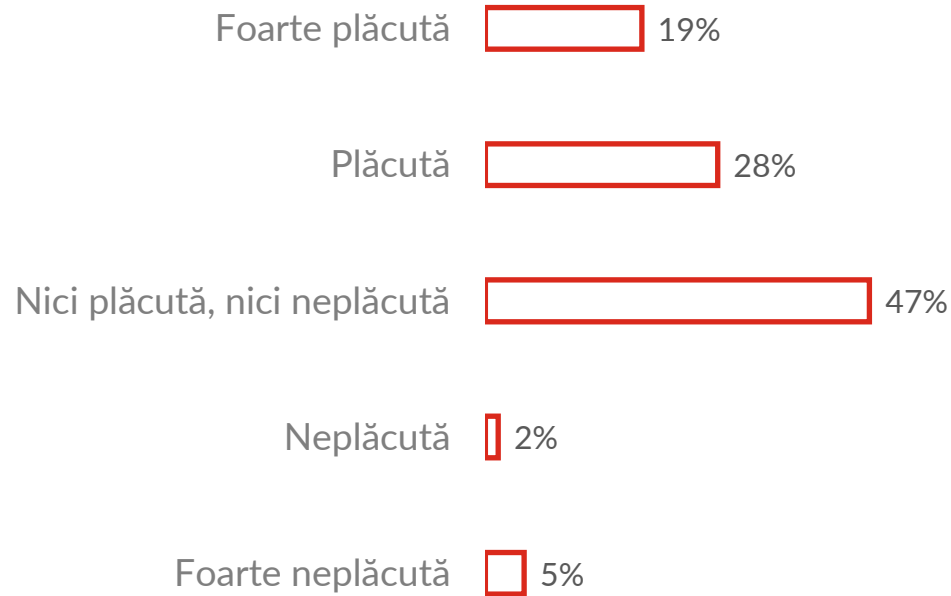 Foarte plăcută 19%
Plăcută 28%
Nici plăcută, nici neplăcută 47%
Neplăcută 2%
Foarte neplăcută 5%